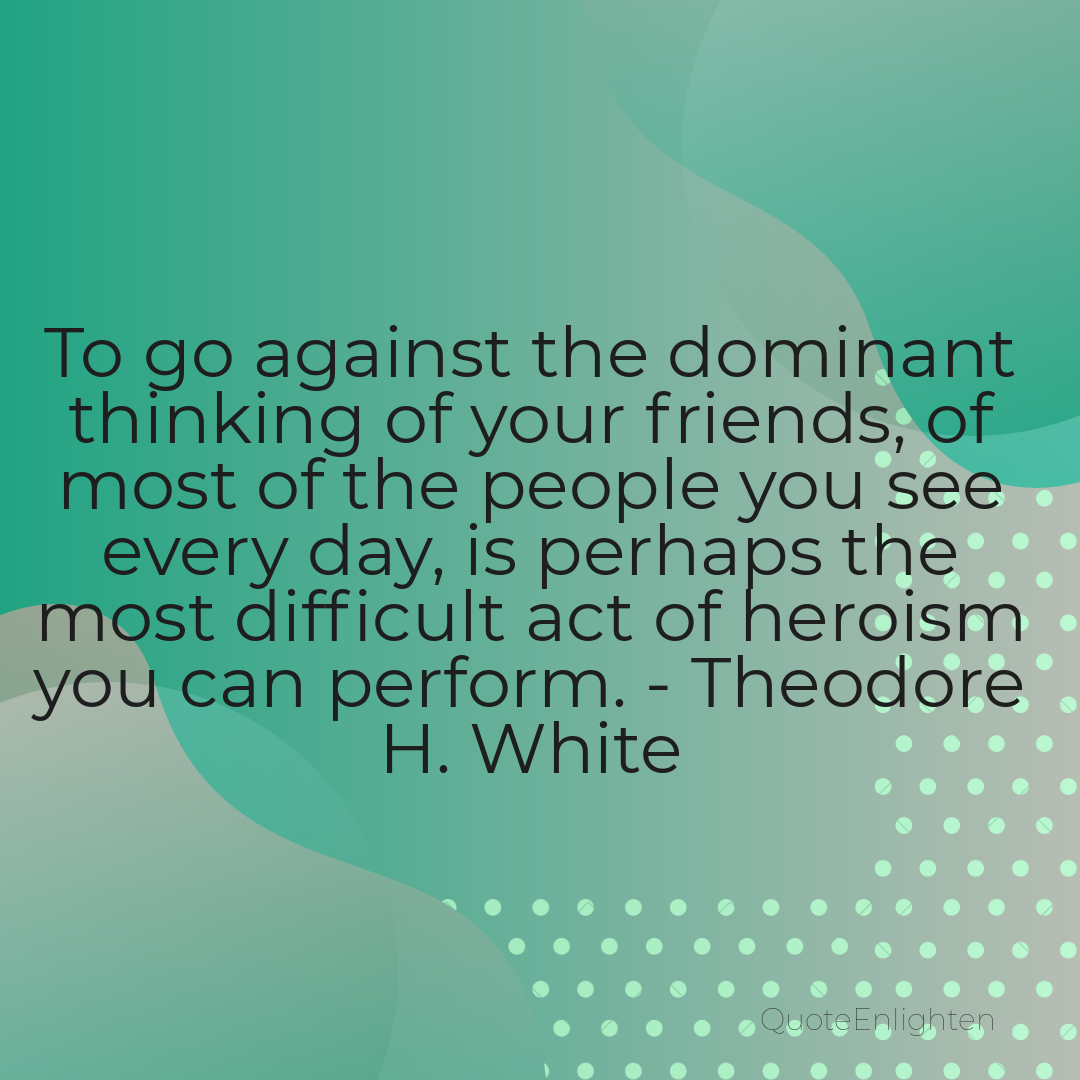 To go against the dominant
thinking of your friends, of
most of the people you see
every day, is perhaps the
most difficult act of heroism
you can perform. - Theodore
H. White
QuoteEnlighten